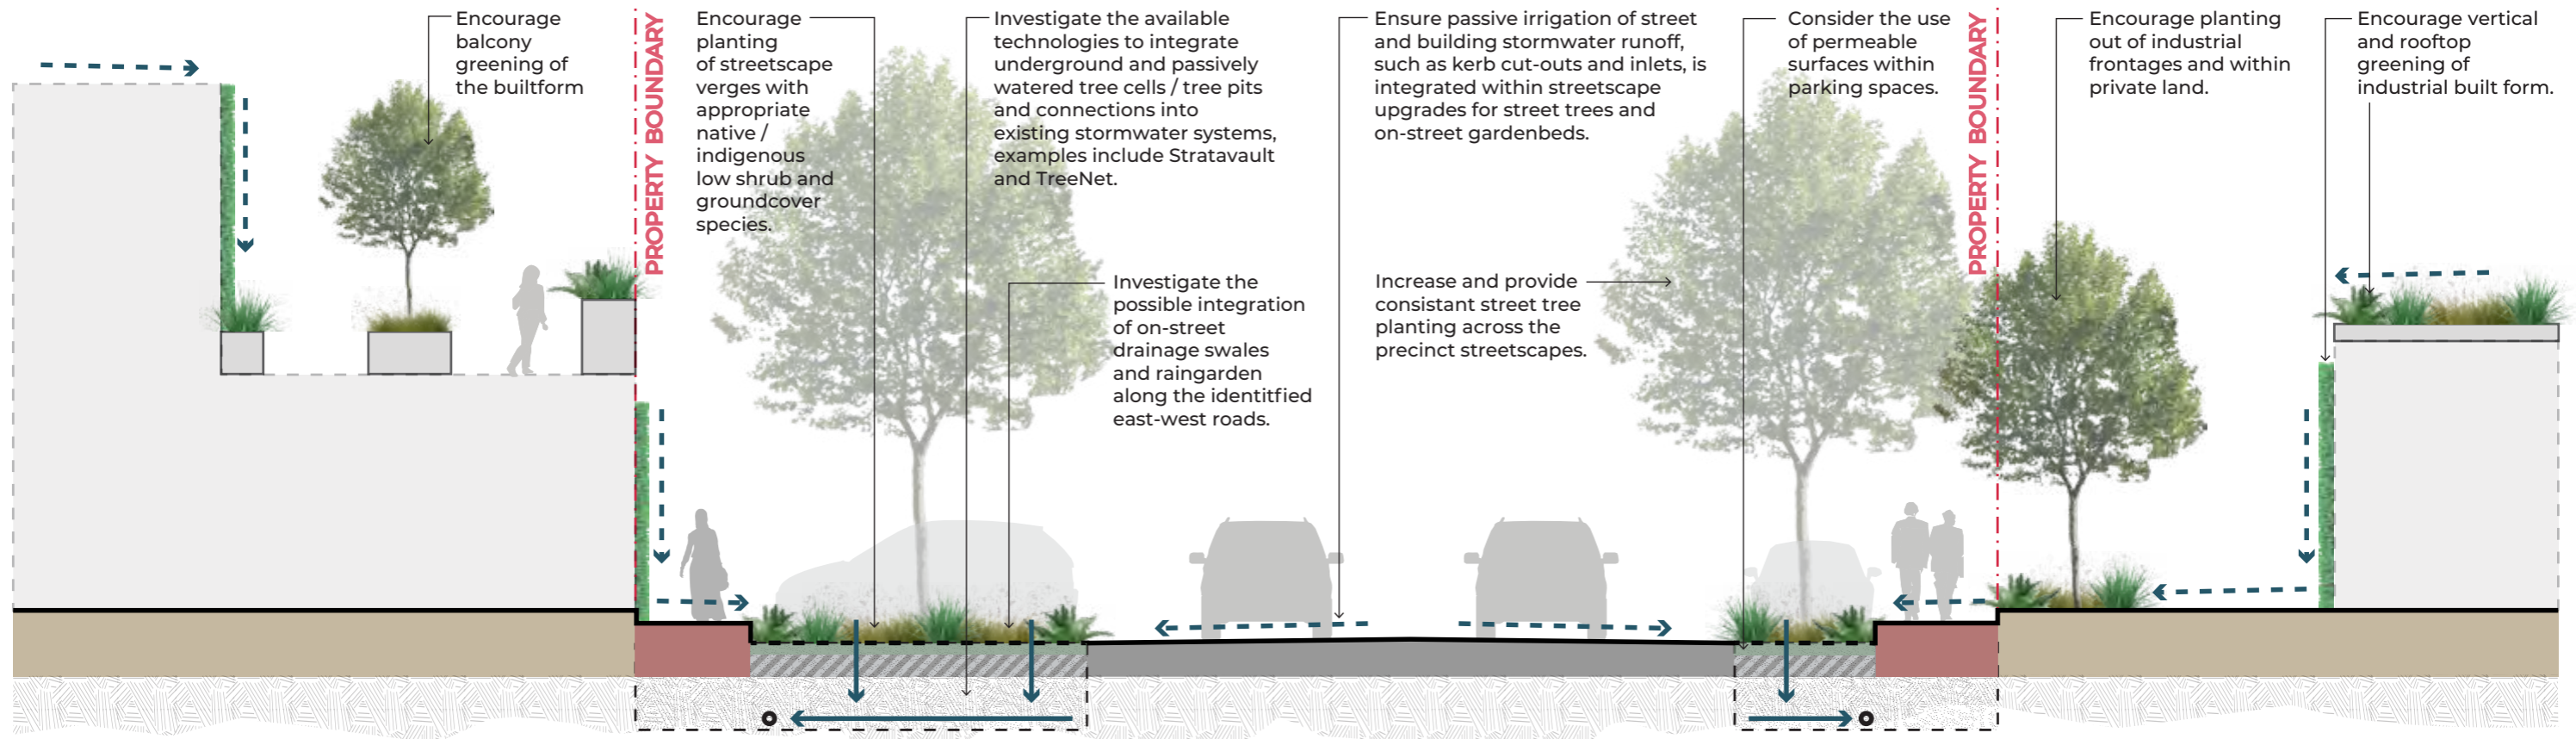 Encourage
balcony
greening of
the builtform
PROPERTY BOUNDARY
Encourage
planting
of streetscape
verges with
appropriate
native /
indigenous
low shrub and
groundcover
species.
Investigate the available
technologies to integrate
underground and passively
watered tree cells / tree pits
and connections into
existing stormwater systems,
examples include Stratavault
and TreeNet.
Investigate the
possible integration
of on-street
drainage swales
and raingarden
along the identitfied
east-west roads.
Ensure passive irrigation of street
and building stormwater runoff,
such as kerb cut-outs and inlets, is
integrated within streetscape
upgrades for street trees and
on-street gardenbeds.
Increase and provide
consistant street tree
planting across the
precinct streetscapes.
Consider the use
of permeable
surfaces within
parking spaces.
PROPERTY BOUNDARY
Encourage planting
out of industrial
frontages and within
private land.
Encourage vertical
and rooftop
greening of
industrial built form.